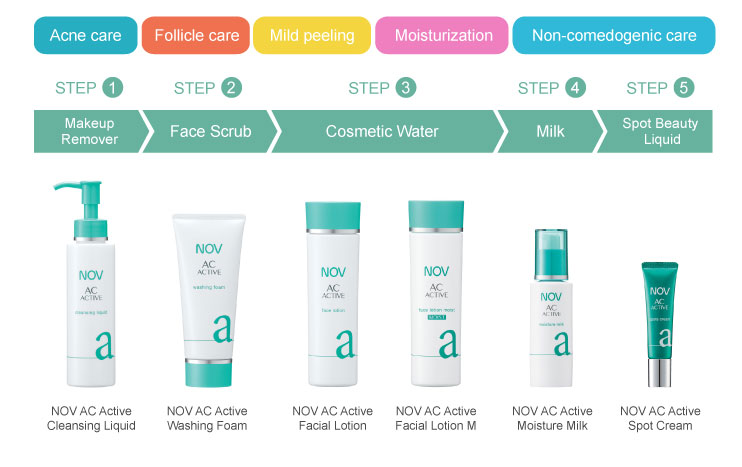 Acne care
Follicle care
Mild peeling
Moisturization
Non-comedogenic care
STEP 1
STEP 2
STEP 3
STEP 4
STEP 5
Makeup
Remover
Face Scrub
Cosmetic Water
Milk
Spot Beauty
Liquid
NOV
AC
ACTIVE
cleansing liquid
a
NOV
AC
ACTIVE
washing foam
a
NOV
AC
ACTIVE
face lotion
a
NOV
AC
ACTIVE
face lotion moist
a
NOV
AC
ACTIVE
moisture milk
a
NOV
AC
ACTIVE
a
NOV AC Active
Cleansing Liquid
NOV AC Active
Washing Foam
NOV AC Active
Facial Lotion
NOV AC Active
Facial Lotion M
NOV AC Active
Moisture Milk
NOV AC Active
Spot Cream